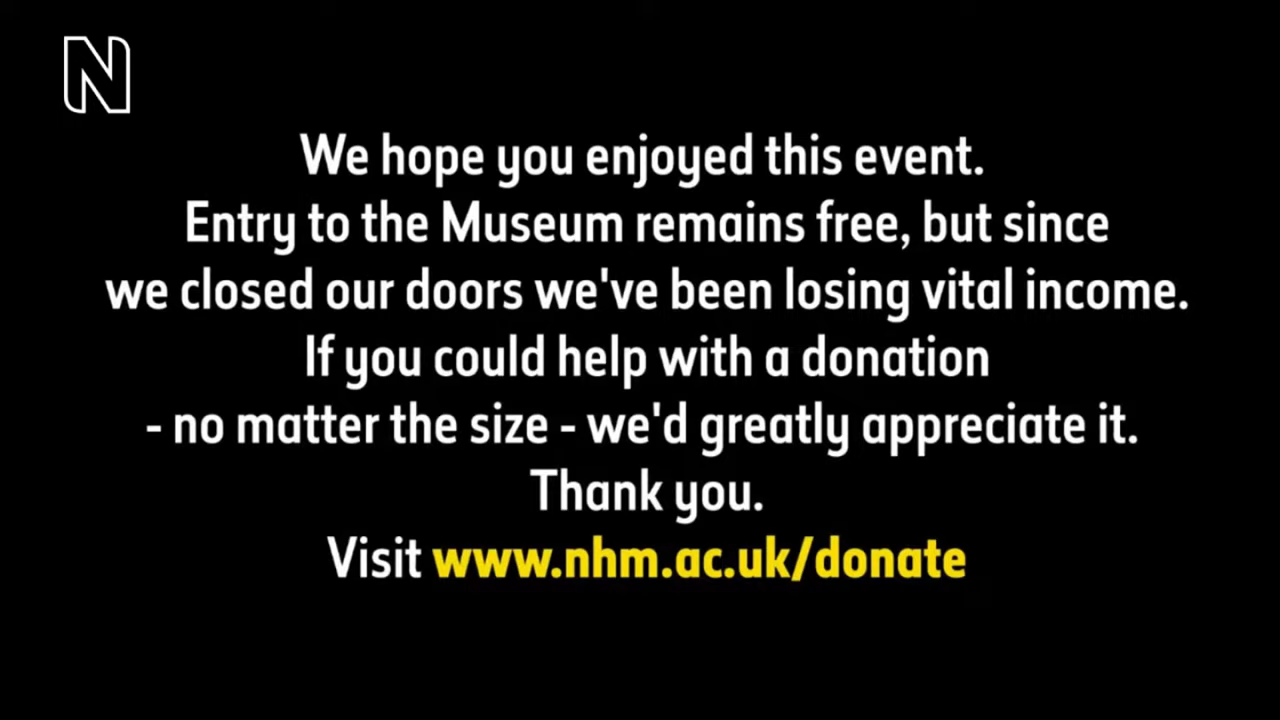 N
We hope you enjoyed this event.
Entry to the Museum remains free, but since
we closed our doors we've been losing vital income.
If you could help with a donation
- no matter the size - we'd greatly appreciate it.
Thank you.
Visit www.nhm.ac.uk/donate